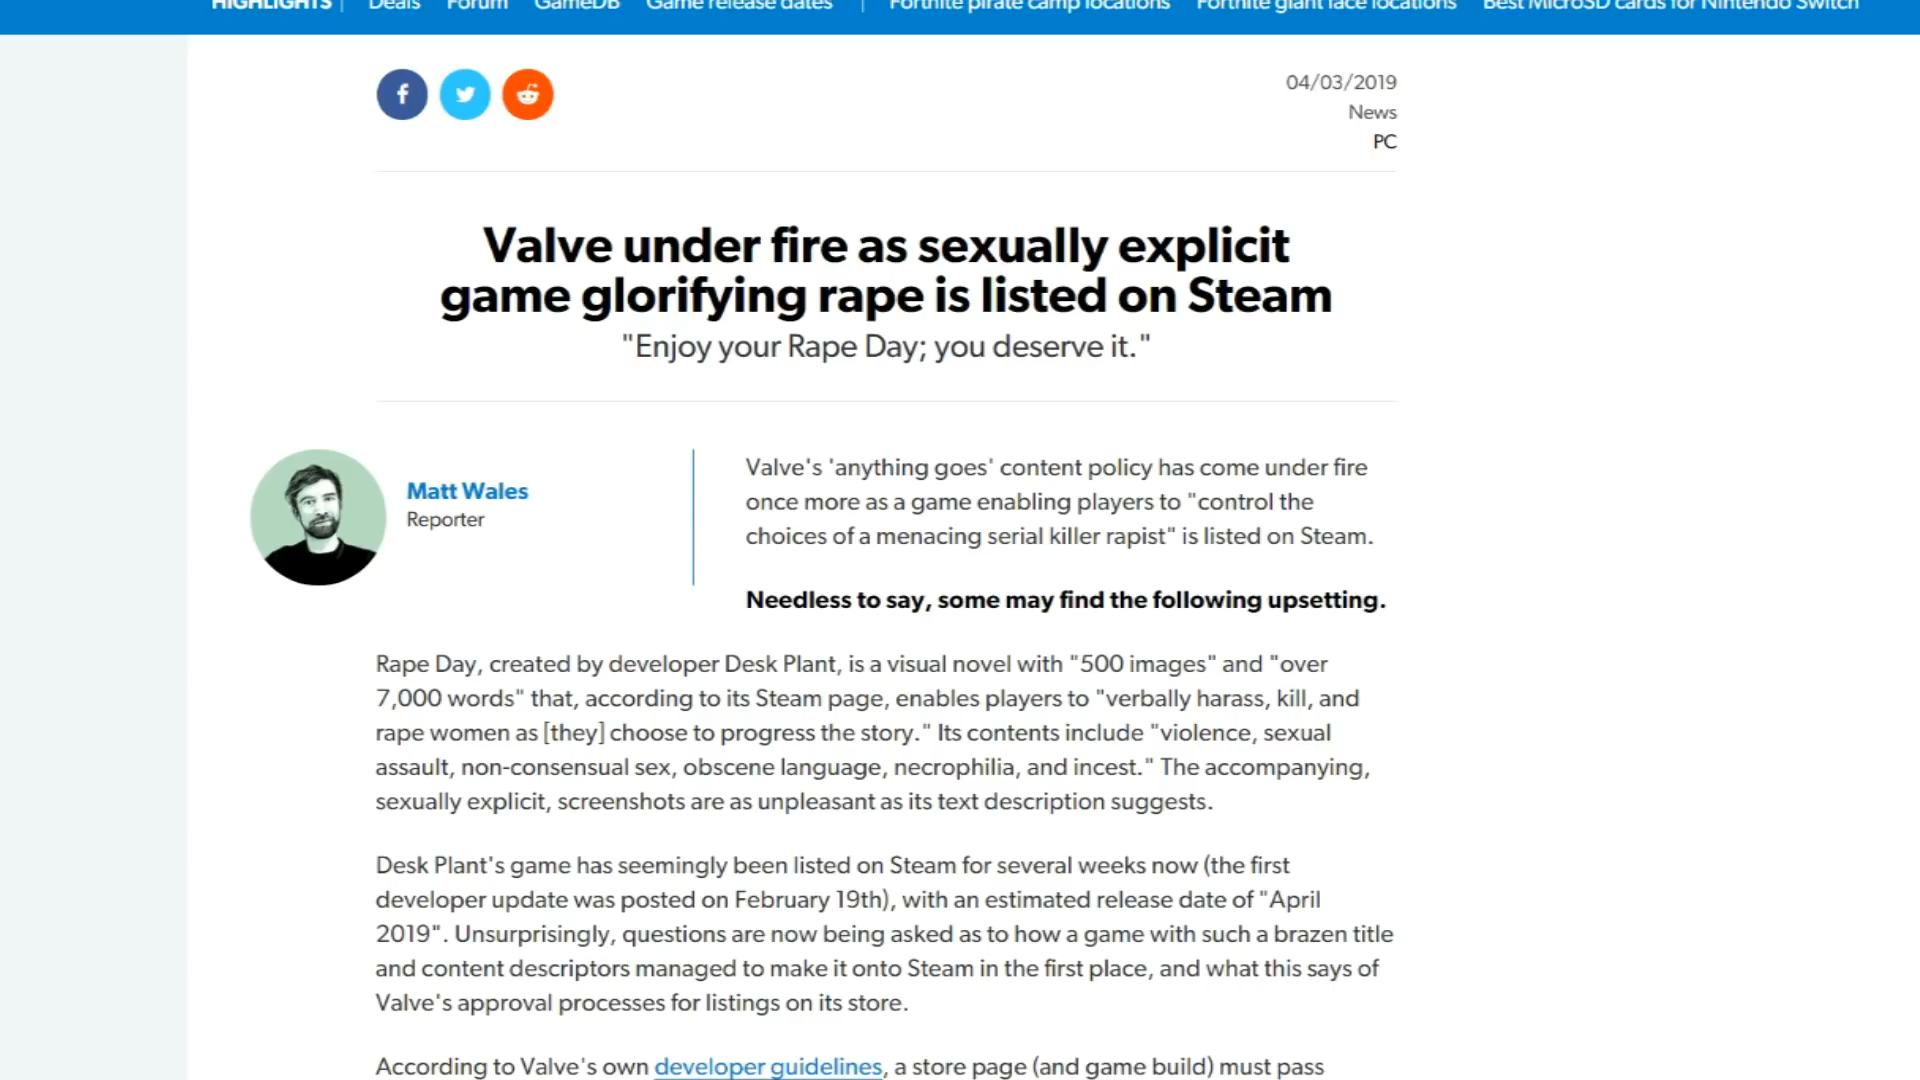 HIGHLIGHTS | Deals Forum GameDB Game release dates | Fortnite pirate camp locations Fortnite giant face locations Best MicroSD cards for Nintendo Switch
04/03/2019
News
PC
Valve under fire as sexually explicit
game glorifying rape is listed on Steam
"Enjoy your Rape Day; you deserve it."
Matt Wales
Reporter
Valve's 'anything goes' content policy has come under fire
once more as a game enabling players to "control the
choices of a menacing serial killer rapist" is listed on Steam.
Needless to say, some may find the following upsetting.
Rape Day, created by developer Desk Plant, is a visual novel with "500 images" and "over
7,000 words" that, according to its Steam page, enables players to "verbally harass, kill, and
rape women as [they] choose to progress the story." Its contents include "violence, sexual
assault, non-consensual sex, obscene language, necrophilia, and incest." The accompanying,
sexually explicit, screenshots are as unpleasant as its text description suggests.
Desk Plant's game has seemingly been listed on Steam for several weeks now (the first
developer update was posted on February 19th), with an estimated release date of "April
2019". Unsurprisingly, questions are now being asked as to how a game with such a brazen title
and content descriptors managed to make it onto Steam in the first place, and what this says of
Valve's approval processes for listings on its store.
According to Valve's own developer guidelines, a store page (and game build) must pass